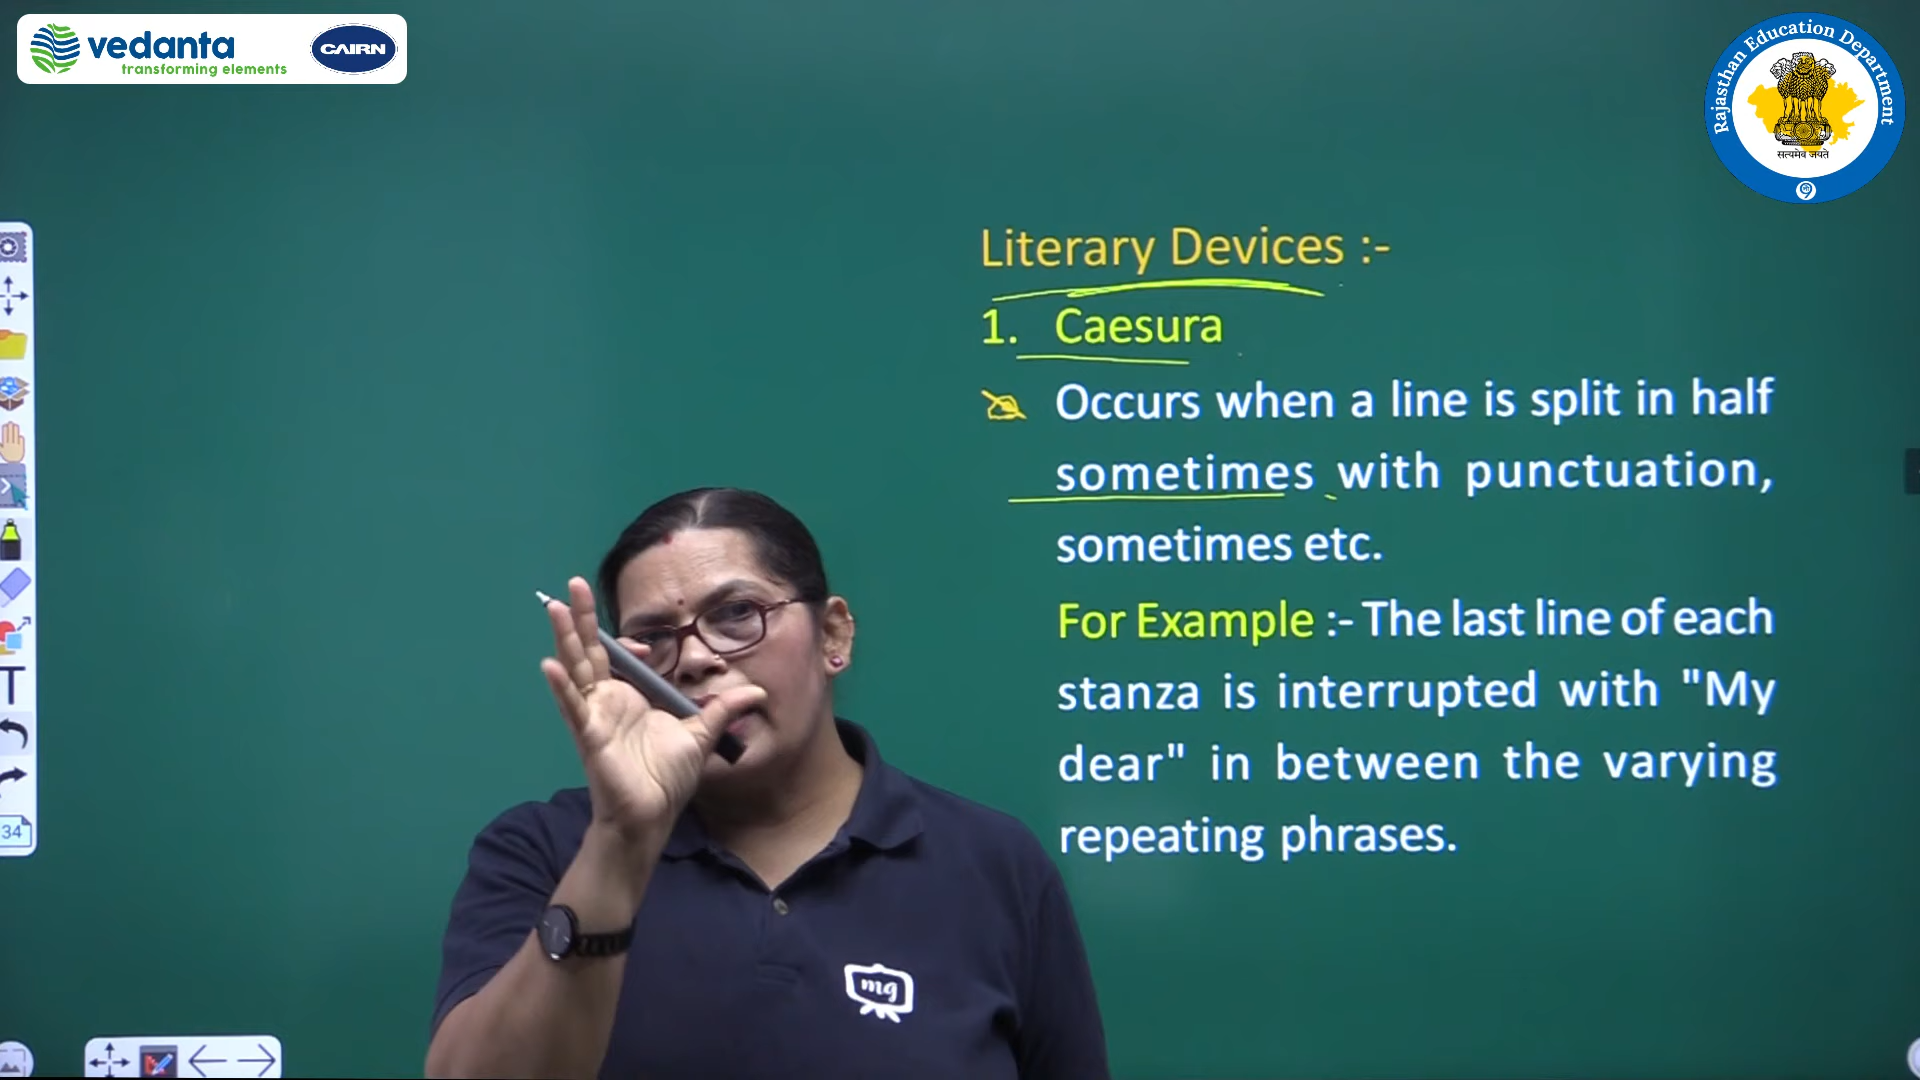 vedanta
transforming elements
CAIRN
Rajasthan Education Department
सत्यमेव जयते
Literary Devices :-
1. Caesura
Occurs when a line is split in half
sometimes with punctuation,
sometimes etc.
For Example :- The last line of each
stanza is interrupted with "My
dear" in between the varying
repeating phrases.
T
34
mg